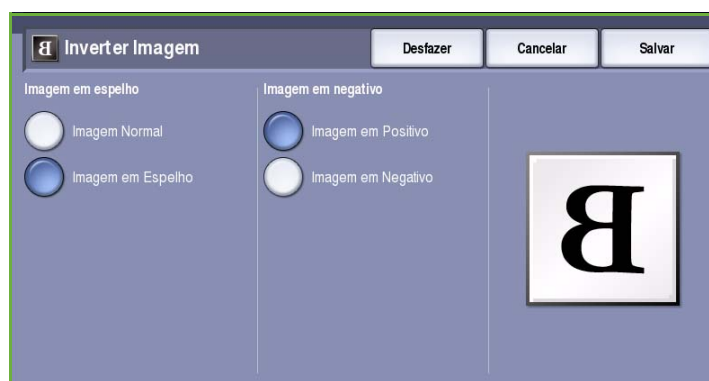 Inverter Imagem
Desfazer
Cancelar
Salvar
Imagem em espelho
Imagem Normal
Imagem em Espelho
Imagem em negativo
Imagem em Positivo
Imagem em Negativo
B